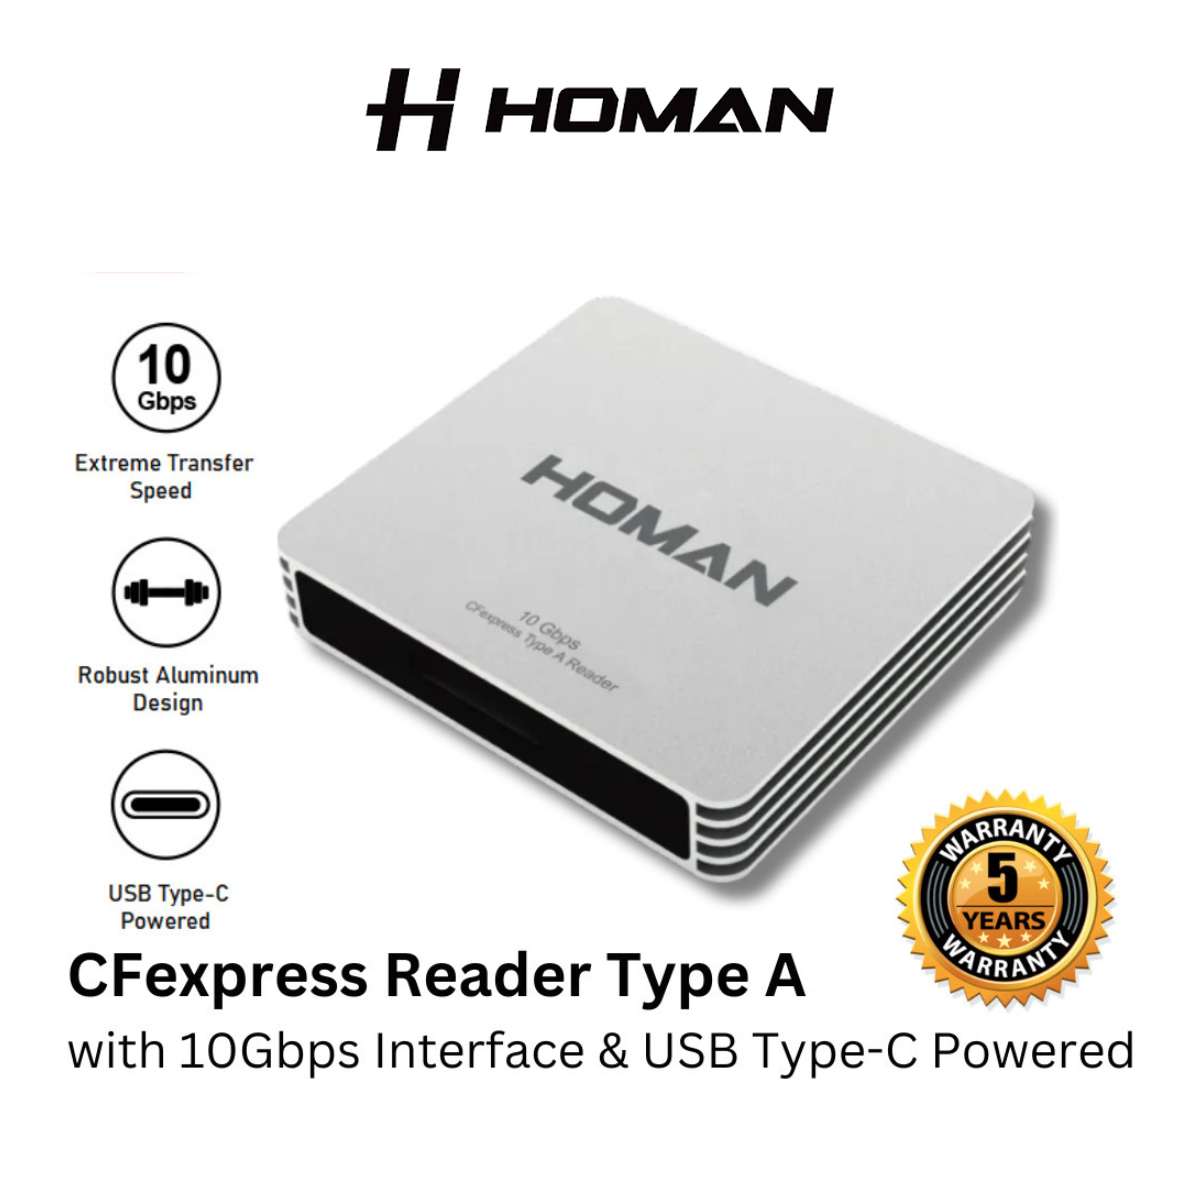 HOMAN
10
Gbps
Extreme Transfer
Speed
Robust Aluminum
Design
USB Type-C
Powered
HOMAN
10 Gbps
CFexpress Type A Reader
WARRANTY
5
YEARS
WARRANTY
CFexpress Reader Type A
with 10Gbps Interface & USB Type-C Powered